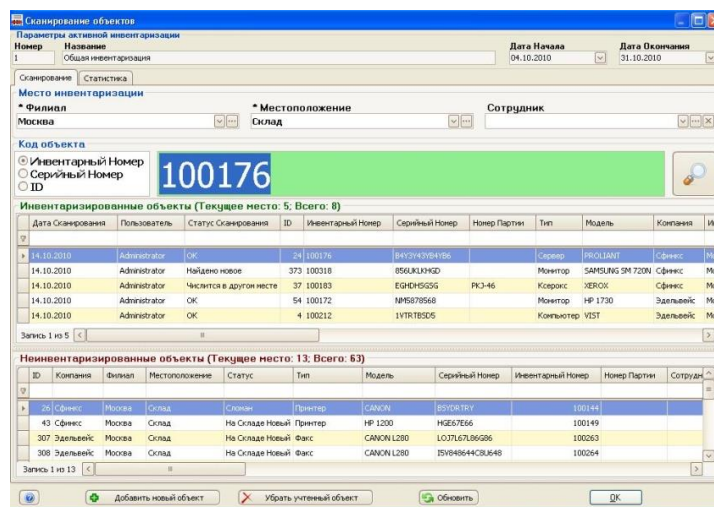 Сканирование объектов
Параметры активной инвентаризации
Номер Название Дата Начала Дата Окончания
1 Общая инвентаризация 04.10.2010 31.10.2010
Сканирование Статистика
Место инвентаризации
* Филиал * Местоположение Сотрудник
Москва Склад
Код объекта
Инвентарный Номер
Серийный Номер
ID
100176
Инвентаризированные объекты (Текущее место: 5; Всего: 8)
Дата Сканирования Пользователь Статус Сканирования ID Инвентарный Номер Серийный Номер Номер Партии Тип Модель Компания
14.10.2010 Administrator OK 24 100176 B4Y3Y43YB4YB6 Сервер PROLIANT Сфинкс
14.10.2010 Administrator Найдено новое 373 100318 856UKLKHGD Монитор SAMSUNG SM 720N Сфинкс
14.10.2010 Administrator Числится в другом месте 37 100183 EGHDHSGSG PKJ-46 Ксерокс XEROX Сфинкс
14.10.2010 Administrator OK 54 100172 NM5878568 Монитор HP 1730 Эдельвейс
14.10.2010 Administrator OK 4 100212 1VTRTBSD5 Компьютер VIST Эдельвейс
Запись 1 из 5
Неинвентаризированные объекты (Текущее место: 13; Всего: 63)
ID Компания Филиал Местоположение Статус Тип Модель Серийный Номер Инвентарный Номер Номер Партии Сотрудн
26 Сфинкс Москва Склад Сломан Принтер CANON BSYDRTRY 100144
43 Сфинкс Москва Склад На Складе Новый Принтер HP 1200 HGE67E66 100149
307 Эдельвейс Москва Склад На Складе Новый Факс CANON L280 LOJ7L67L86G86 100263
308 Эдельвейс Москва Склад На Складе Новый Факс CANON L280 I5V848644C8U648 100264
Запись 1 из 13
Добавить новый объект Убрать учтенный объект Обновить OK